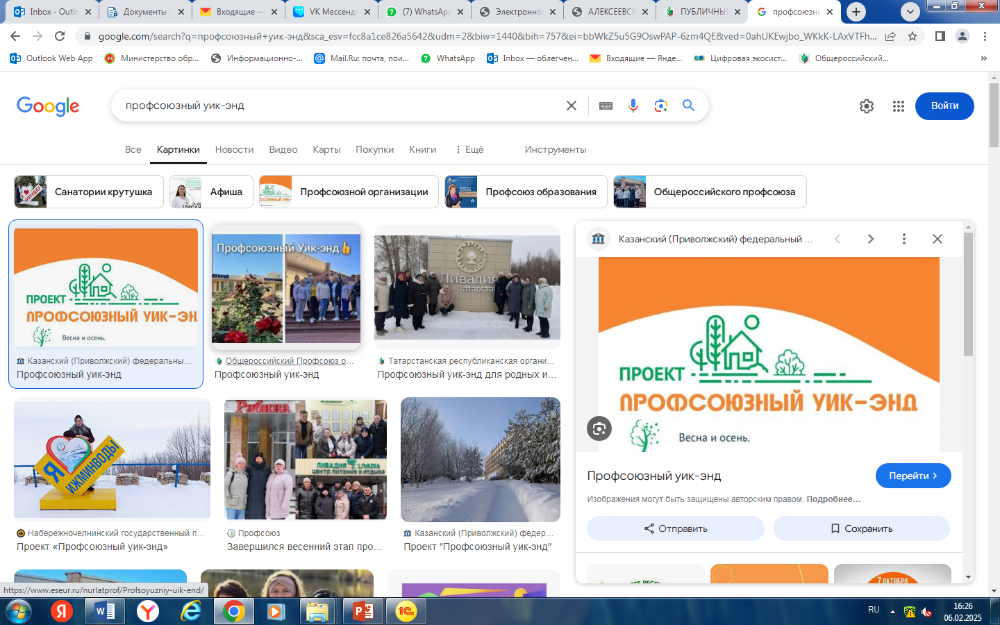 Inbox - Outlo
Документы
Входящие —
VK Мессендж
(7) WhatsApp
Электронно
АЛЕКСЕЕВСК
ПУБЛИЧНЫ
профсоюзны
google.com/search?q=профсоюзный+уик-энд&sca_esv=fcc8a1ce826a5642&udm=2&biw=1440&bih=757&ei=bbWkZ5u5G9OswPAP-6zm4QE&ved=0ahUKEwjbo_WKkK-LAxVTFh...
Outlook Web App
Министерство обр...
Информационно-...
Mail.Ru: почта, пои...
WhatsApp
Inbox — облегчен...
Входящие — Янде...
Цифровая экосист...
Общероссийский...
Google
профсоюзный уик-энд
Войти
Все
Картинки
Новости
Видео
Карты
Покупки
Книги
Ещё
Инструменты
Санатории крутушка
Афиша
Профсоюзной организации
Профсоюз образования
Общероссийского профсоюза
ПРОЕКТ
ПРОФСОЮЗНЫЙ УИК-ЭН
Весна и осень.
Казанский (Приволжский) федеральны...
Профсоюзный уик-энд
Профсоюзный Уик-энд
Общероссийский Профсоюз о...
Профсоюзный уик-энд
Ливадия
Татарстан
Татарстанская республиканская органи...
Профсоюзный уик-энд для родных и...
Казанский (Приволжский) федеральный ...
ПРОЕКТ
ПРОФСОЮЗНЫЙ УИК-ЭНД
Весна и осень.
Профсоюзный уик-энд
Перейти
Изображения могут быть защищены авторским правом. Подробнее...
Отправить
Сохранить
7 ОКТЯБРЯ
Я
ИЖМИНВОДЫ
Набережночелнинский государственный п...
Проект «Профсоюзный уик-энд»
Рябинка
Информация
ЛИВАДИЯ LIVADIA
ЦЕНТР ПИТАНИЯ И ОТДЫХА
Профсоюз
Завершился весенний этап про...
Казанский (Приволжский) федер...
Проект "Профсоюзный уик-энд"
https://www.eseur.ru/nurlatprof/Profsoyuzniy-uik-end/
RU
16:26
06.02.2025